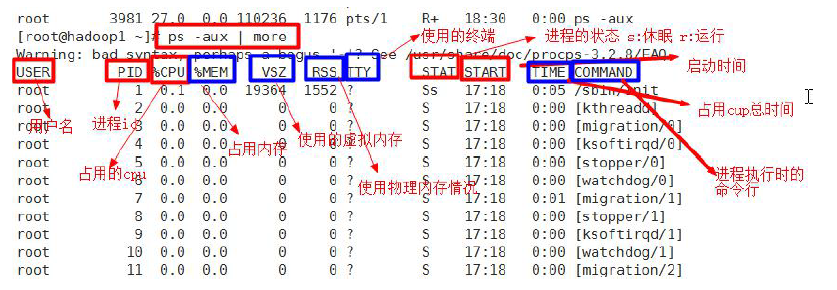 root 3981 27.0 0.0 110236 1176 pts/1 R+ 18:30 0:00 ps -aux
[root@hadoop1 ~]# ps -aux | more
使用的终端 进程的状态 s:休眠 r:运行
Warning: bad syntax, perhaps a bogus '-'? See /usr/share/doc/procps-3.2.8/FAQ
启动时间
USER PID %CPU %MEM VSZ RSS TTY STAT START TIME COMMAND
root 1 0.1 0.0 19364 1552 ? Ss 17:18 0:05 /sbin/init
root 2 0.0 0.0 0 0 ? S 17:18 0:00 [kthreadd]
占用cup总时间
用户名 进程id
root 3 0.0 0.0 0 0 ? S 17:18 0:00 [migration/0]
使用的虚拟内存
占用内存
root 4 0.0 0.0 0 0 ? S 17:18 0:00 [ksoftirqd/0]
root 5 0.0 0.0 0 0 ? S 17:18 0:00 [stopper/0]
占用的cpu
进程执行时的
命令行
root 6 0.0 0.0 0 0 ? S 17:18 0:00 [watchdog/0]
使用物理内存情况
root 7 0.0 0.0 0 0 ? S 17:18 0:01 [migration/1]
root 8 0.0 0.0 0 0 ? S 17:18 0:00 [stopper/1]
root 9 0.0 0.0 0 0 ? S 17:18 0:00 [ksoftirqd/1]
root 10 0.0 0.0 0 0 ? S 17:18 0:00 [watchdog/1]
root 11 0.0 0.0 0 0 ? S 17:18 0:00 [migration/2]